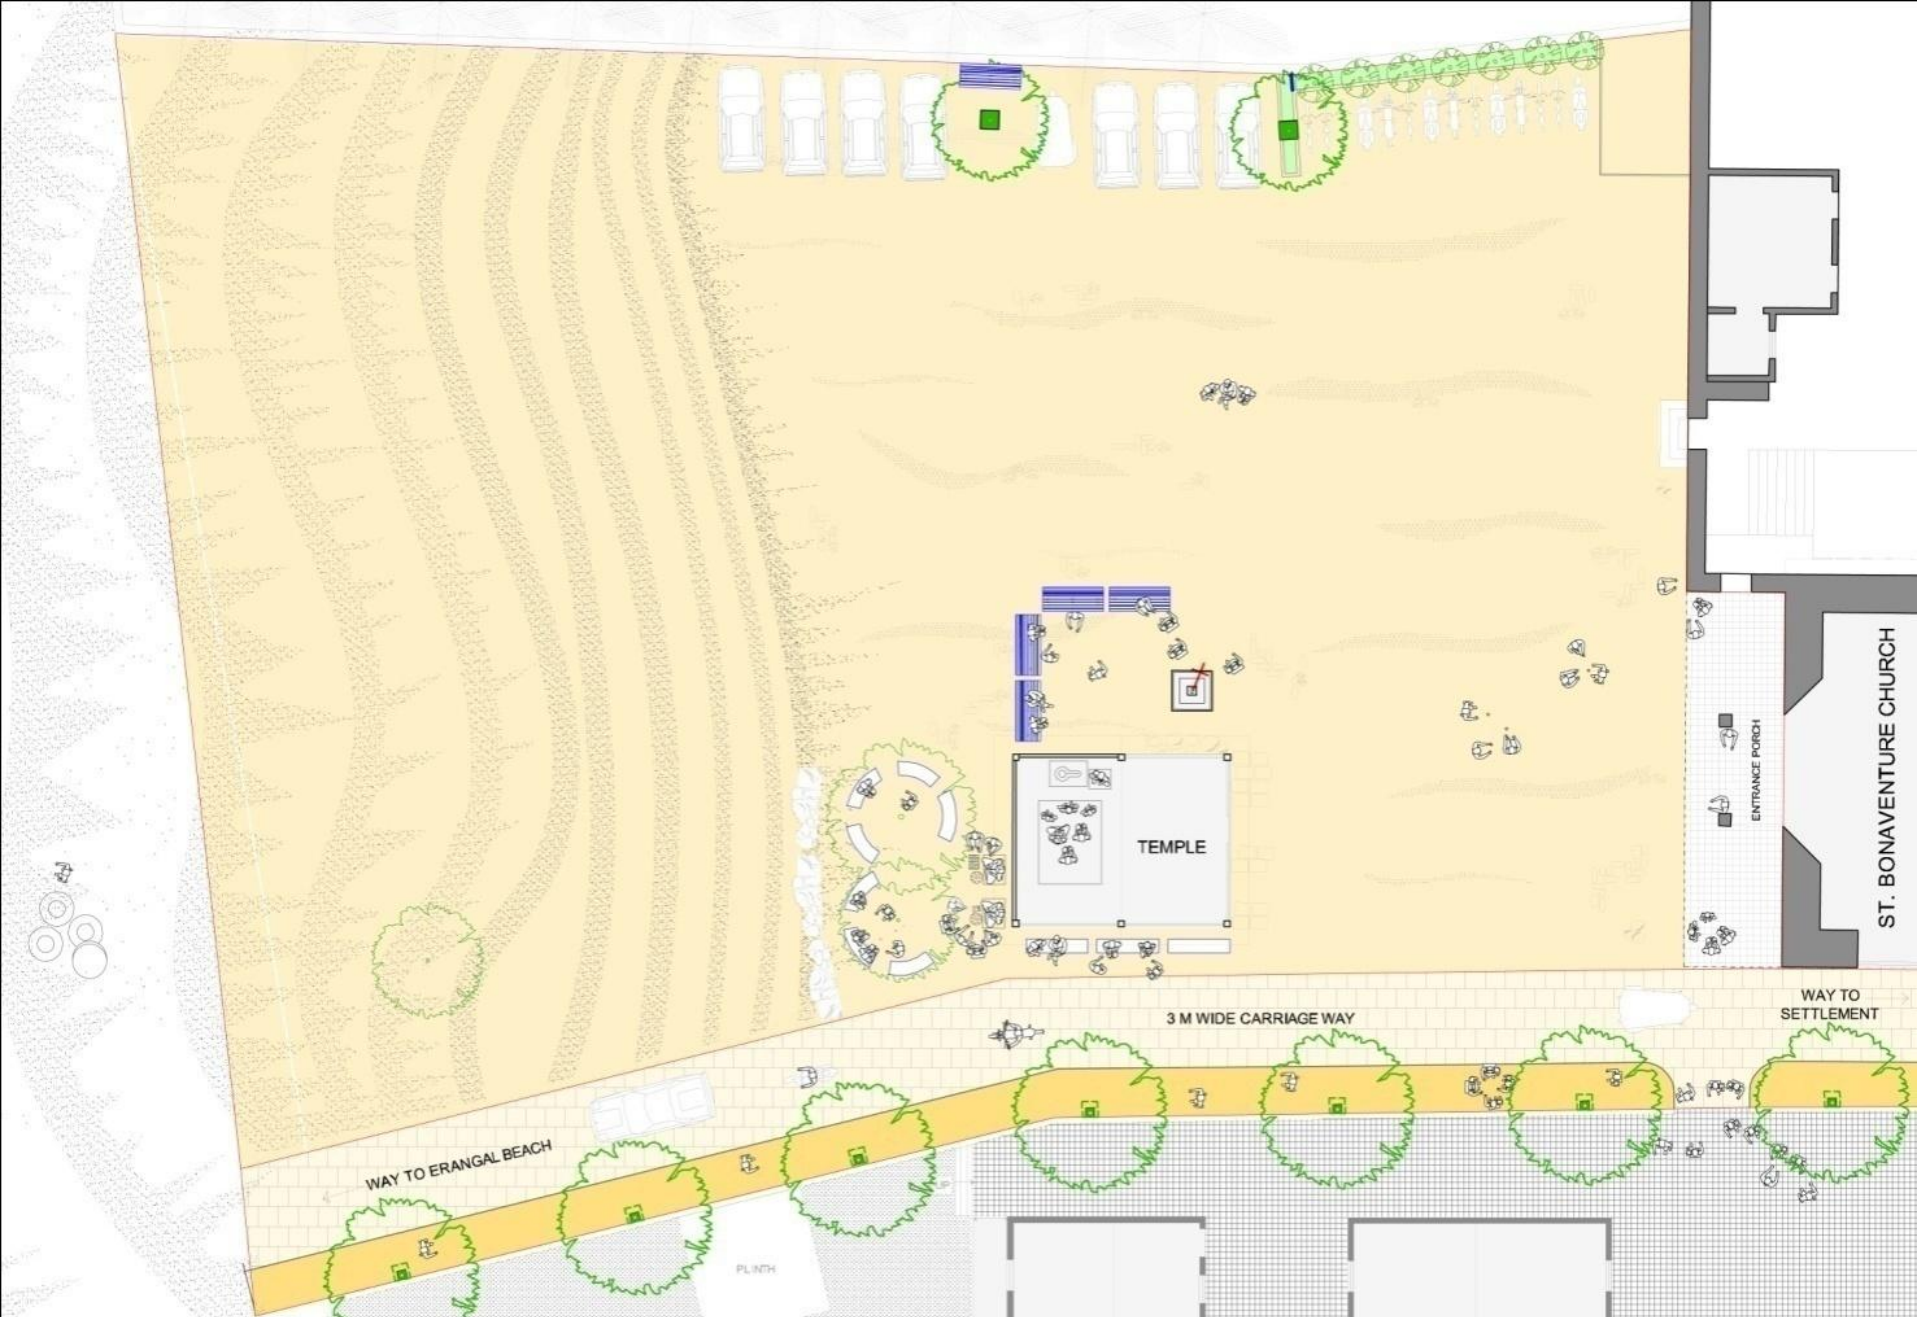 TEMPLE
ENTRANCE PORCH
ST. BONAVENTURE CHURCH
3 M WIDE CARRIAGE WAY
WAY TO
SETTLEMENT
WAY TO ERANGAL BEACH
PLINTH